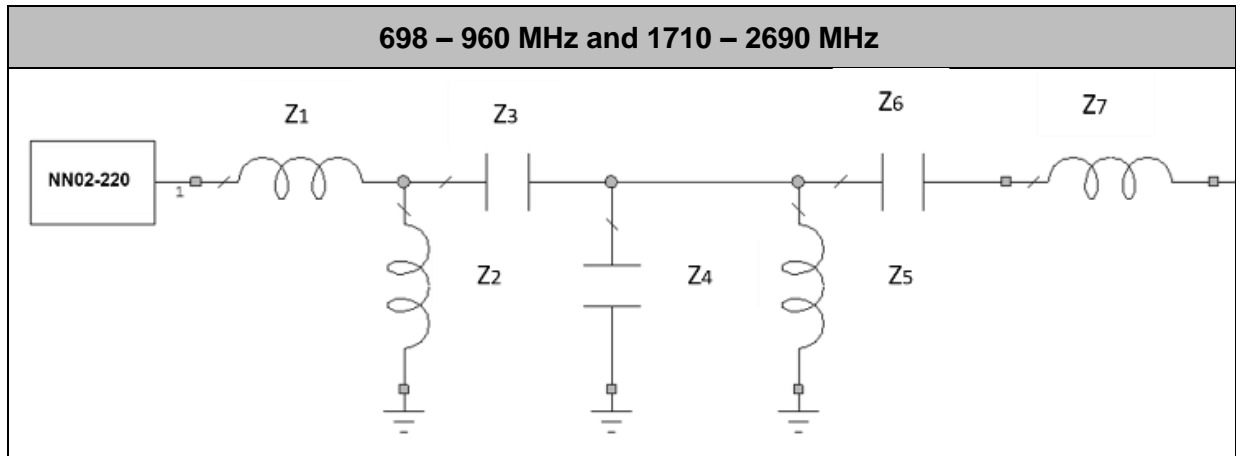 698 – 960 MHz and 1710 – 2690 MHz
Z1 Z3 Z6 Z7
NN02-220
1
Z2 Z4 Z5